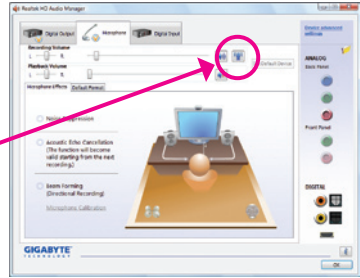 Realtek HD Audio Manager
Digital Output
Microphone
Digital Input
Device advanced
settings
Recording Volume
L
R
Set Default Device
Playback Volume
L
R
ANALOG
Back Panel
Microphone Effects
Default Format
Noise Suppression
Acoustic Echo Cancellation
(The function will become
valid starting from the next
recording.)
Front Panel
Beam Forming
(Directional Recording)
Microphone Calibration
DIGITAL
GIGABYTE
TECHNOLOGY
OK